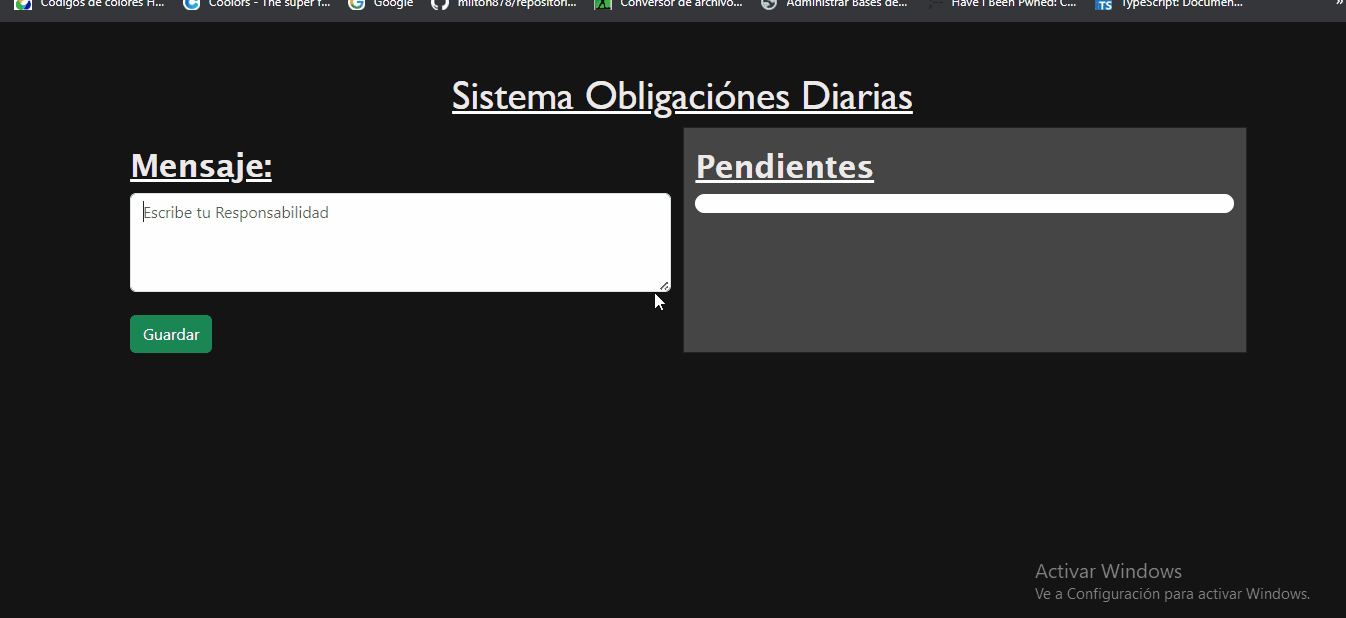 Códigos de colores H... Coolors - The super f... Google milton878/repositori... Conversor de archivo... Administrar Bases de... Have I Been Pwned: C... TypeScript: Documen... »
Sistema Obligaciónes Diarias
Mensaje:
Escribe tu Responsabilidad
Guardar
Pendientes
Activar Windows
Ve a Configuración para activar Windows.